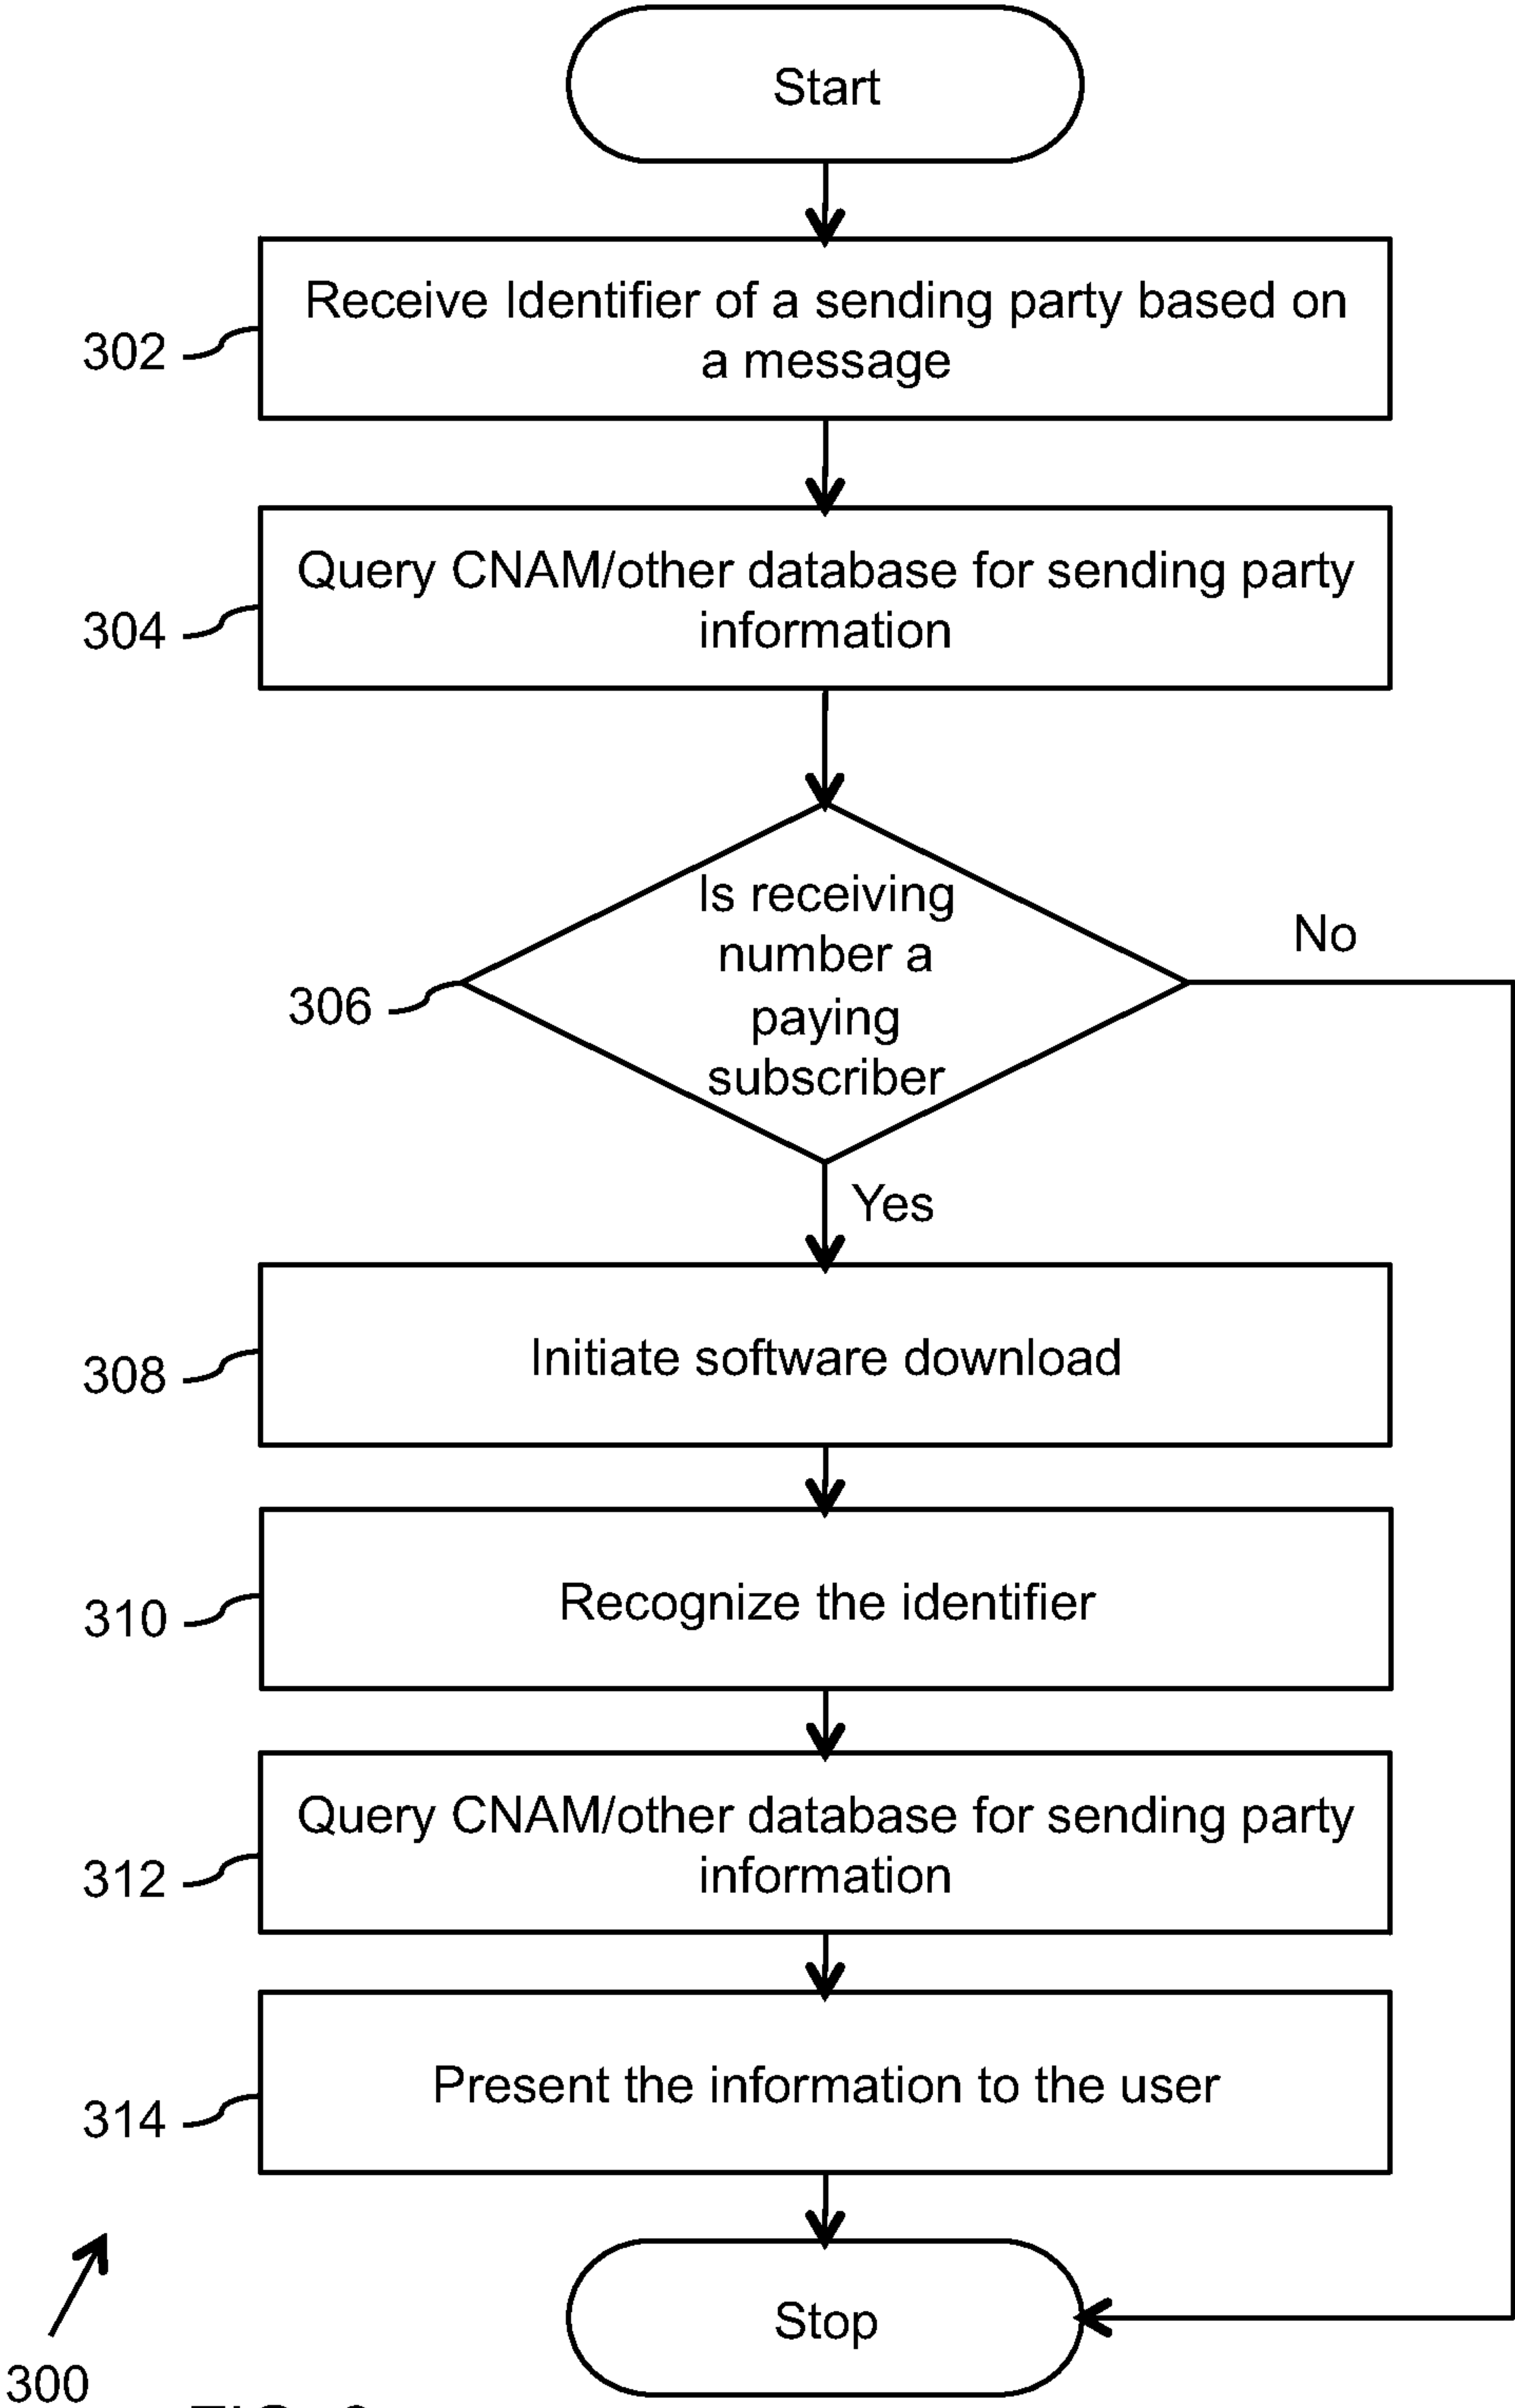 Start
Receive Identifier of a sending party based on
a message
302
Query CNAM/other database for sending party
information
304
Is receiving
number a
paying
subscriber
No
306
Yes
Initiate software download
308
Recognize the identifier
310
Query CNAM/other database for sending party
information
312
Present the information to the user
314
Stop
300